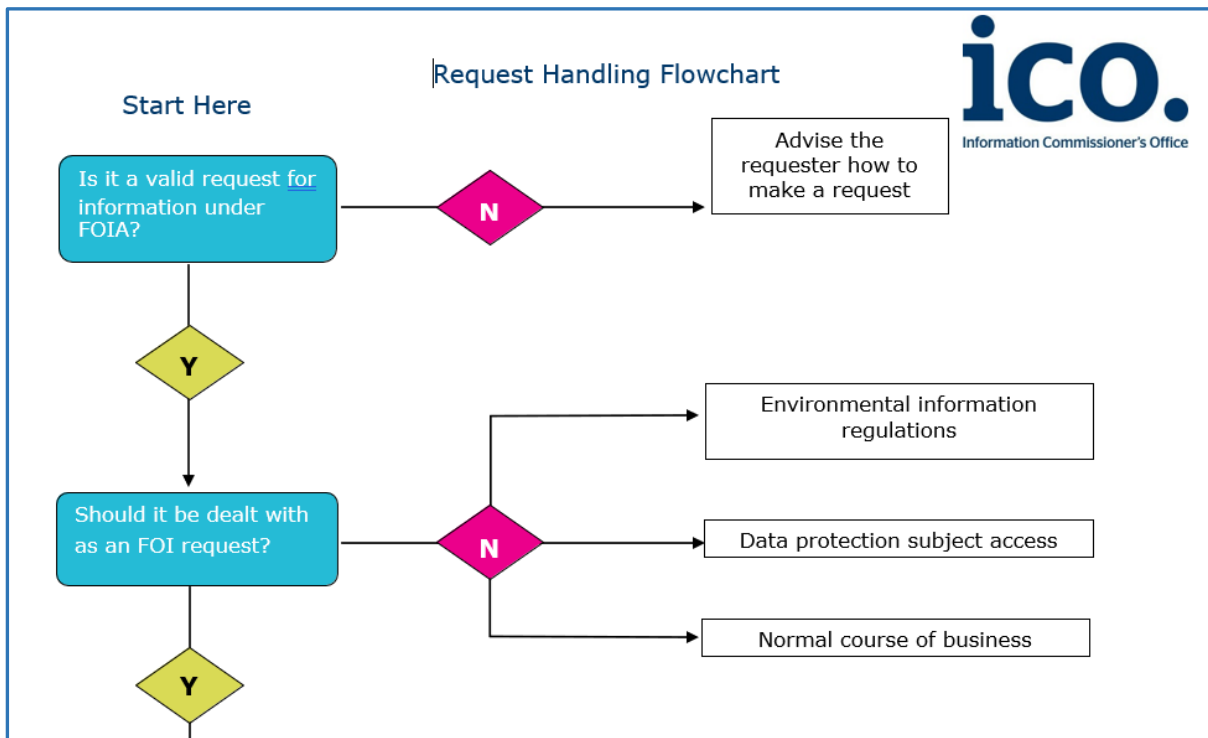 Request Handling Flowchart
ico.
Information Commissioner's Office
Start Here
Is it a valid request for
information under
FOIA?
N
Advise the
requester how to
make a request
Y
Should it be dealt with
as an FOI request?
N
Environmental information
regulations
Data protection subject access
Normal course of business
Y